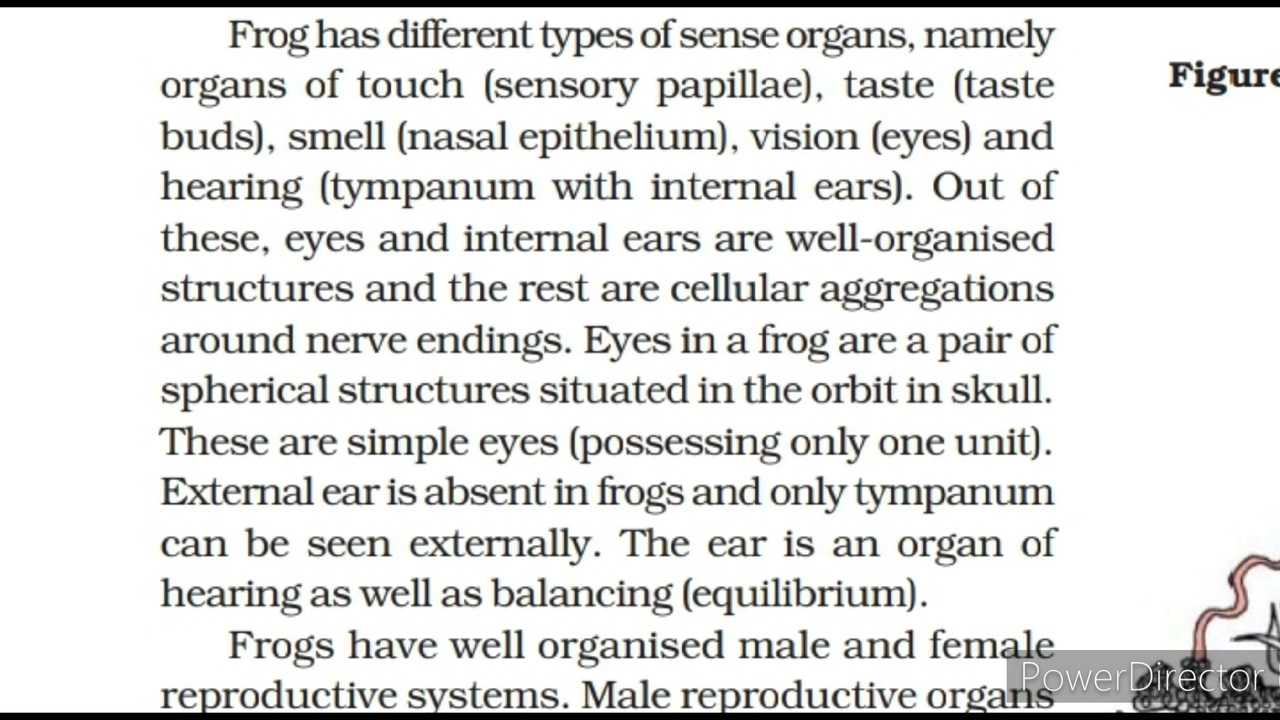 Frog has different types of sense organs, namely
organs of touch (sensory papillae), taste (taste
buds), smell (nasal epithelium), vision (eyes) and
hearing (tympanum with internal ears). Out of
these, eyes and internal ears are well-organised
structures and the rest are cellular aggregations
around nerve endings. Eyes in a frog are a pair of
spherical structures situated in the orbit in skull.
These are simple eyes (possessing only one unit).
External ear is absent in frogs and only tympanum
can be seen externally. The ear is an organ of
hearing as well as balancing (equilibrium).
Frogs have well organised male and female
reproductive systems. Male reproductive organs
Figure
PowerDirector